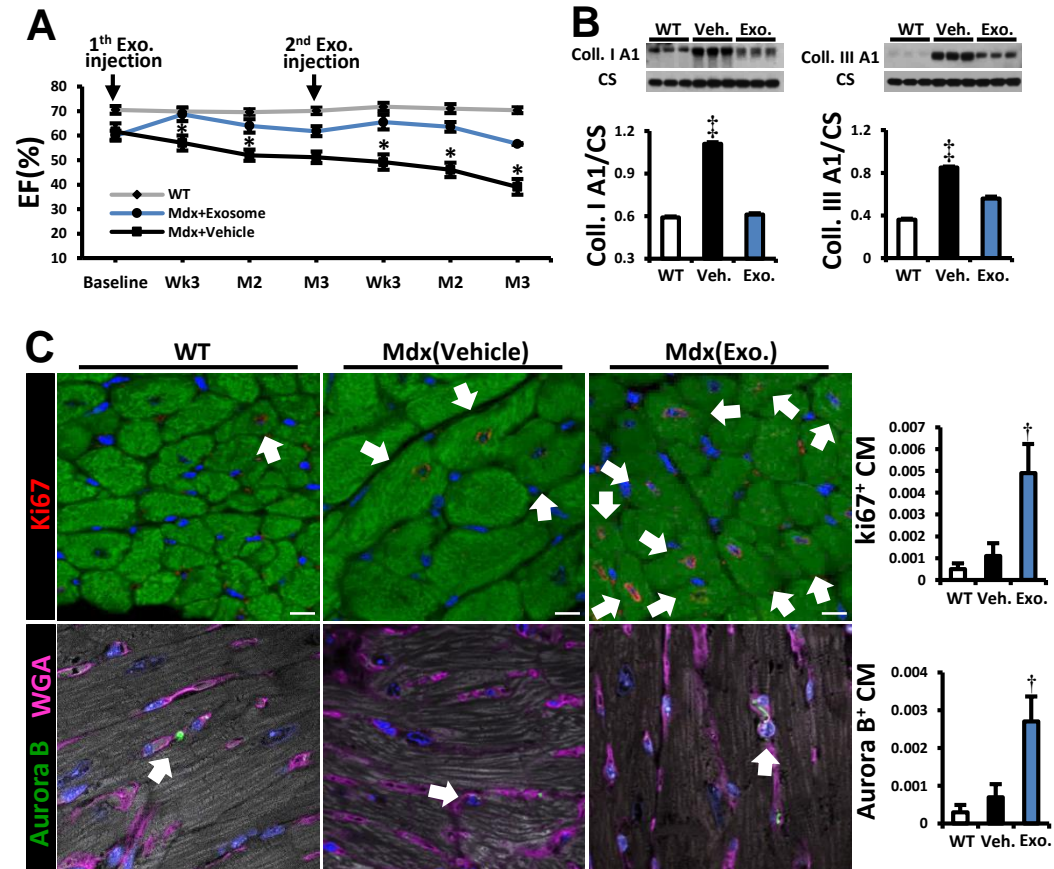 A
1th Exo. injection
2nd Exo. injection
EF(%)
80
70
60
50
40
30
20
10
*
*
*
*
*
WT
Mdx+Exosome
Mdx+Vehicle
Baseline Wk3 M2 M3 Wk3 M2 M3
B
WT Veh. Exo.
Coll. I A1
CS
Coll. I A1/CS
1.2
0.9
0.6
0.3
‡
WT Veh. Exo.
WT Veh. Exo.
Coll. III A1
CS
Coll. III A1/CS
1.2
0.8
0.4
0
‡
WT Veh. Exo.
C
WT Mdx(Vehicle) Mdx(Exo.)
Ki67
ki67+ CM
0.007
0.006
0.005
0.004
0.003
0.002
0.001
0
†
WT Veh. Exo.
Aurora B WGA
Aurora B+ CM
0.004
0.003
0.002
0.001
0
†
WT Veh. Exo.